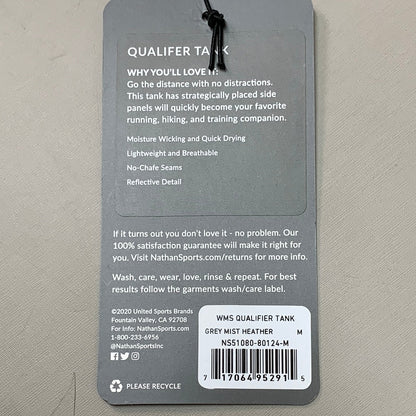 QUALIFER TANK
WHY YOU'LL LOVE IT:
Go the distance with no distractions.
This tank has strategically placed side
panels will quickly become your favorite
running, hiking, and training companion.
Moisture Wicking and Quick Drying
Lightweight and Breathable
No-Chafe Seams
Reflective Detail
If it turns out you don't love it - no problem. Our
100% satisfaction guarantee will make it right for
you. Visit NathanSports.com/returns for more info.
Wash, care, wear, love, rinse & repeat. For best
results follow the garments wash/care label.
©2020 United Sports Brands
Fountain Valley, CA 92708
For Info: NathanSports.com
1-800-233-6956
@NathanSportsInc
PLEASE RECYCLE
WMS QUALIFIER TANK
GREY MIST HEATHER M
NS51080-80124-M
7 17064 95291 5